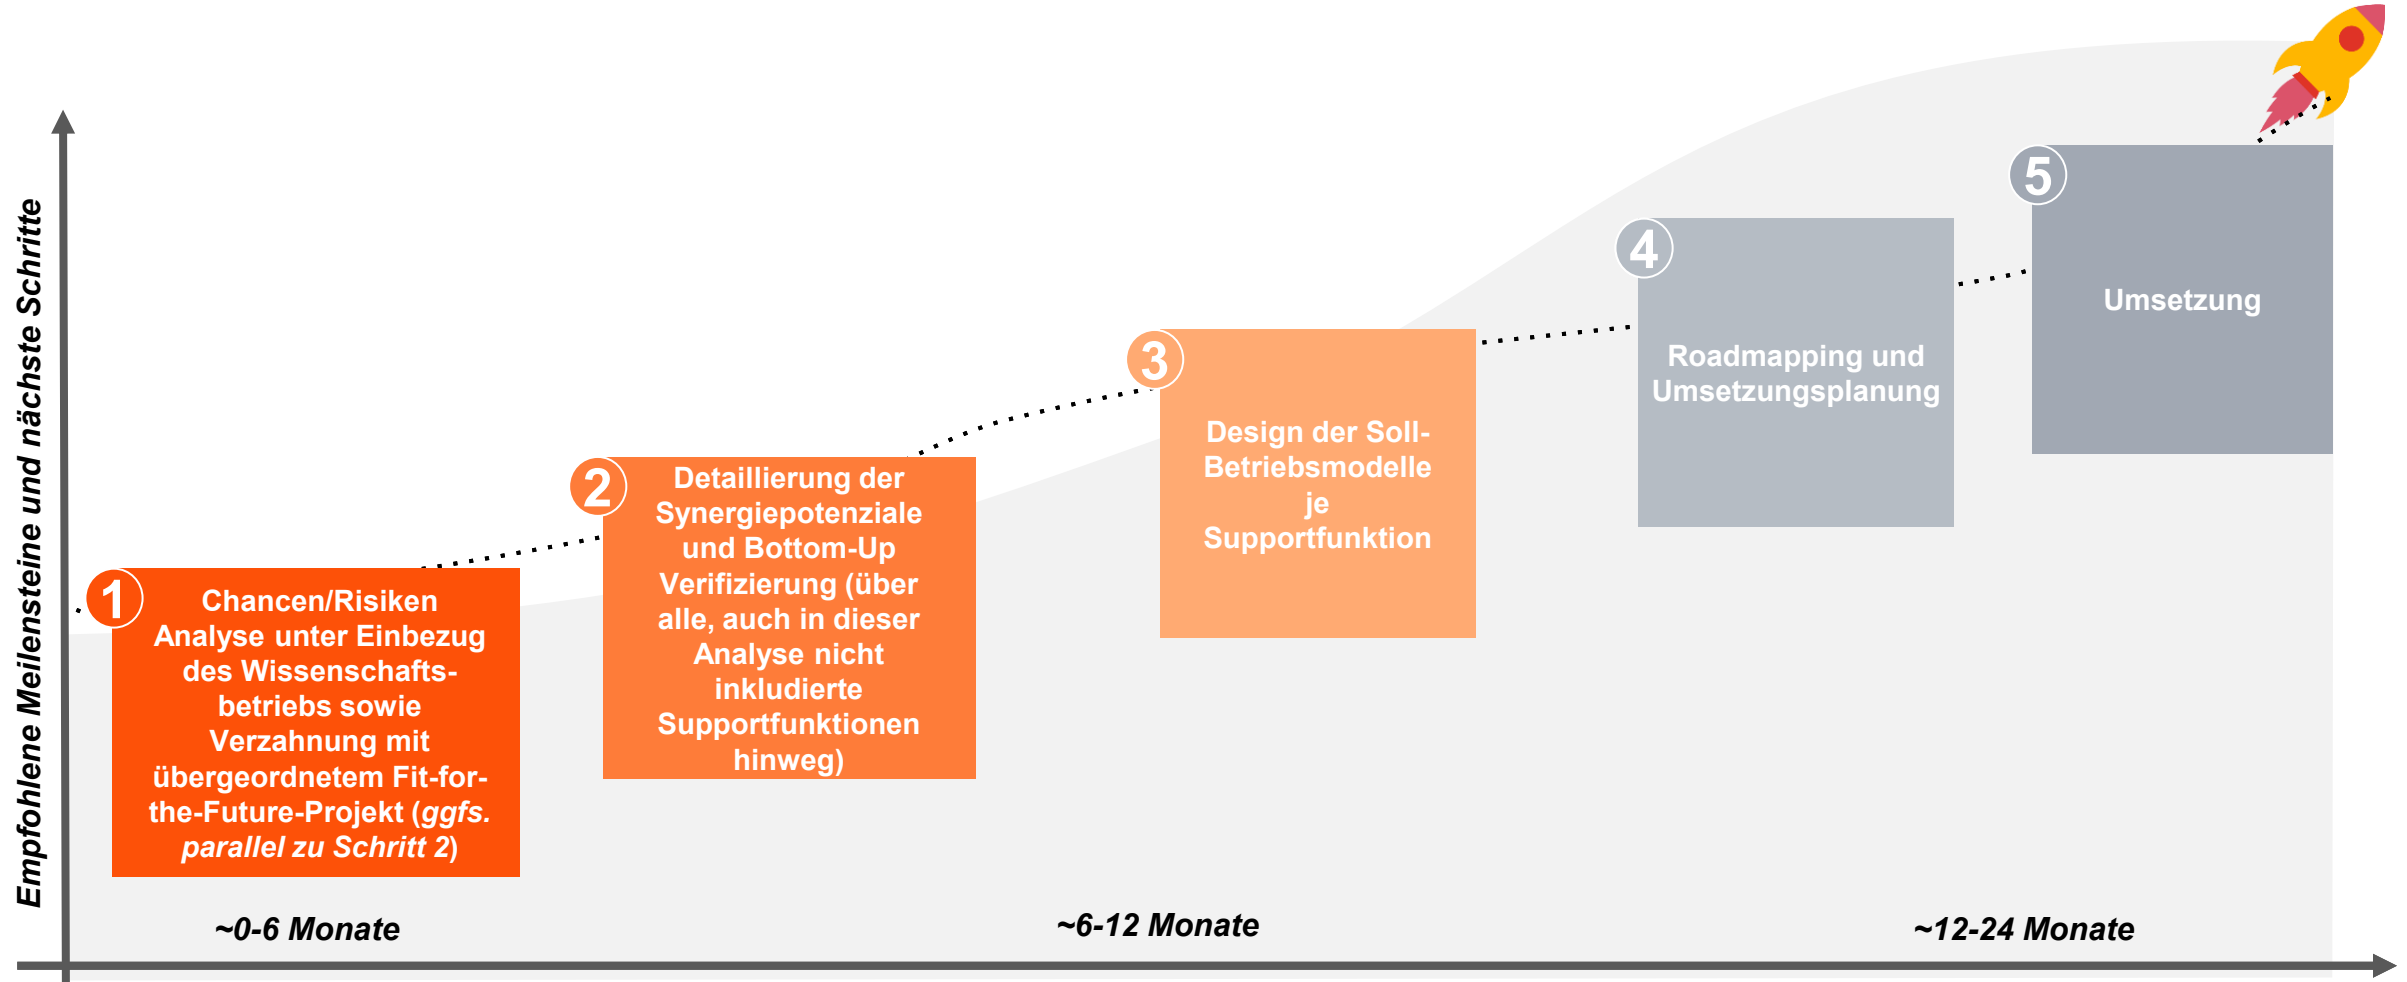 Empfohlene Meilensteine und nächste Schritte
1
Chancen/Risiken
Analyse unter Einbezug
des Wissenschafts-
betriebs sowie
Verzahnung mit
übergeordnetem Fit-for-
the-Future-Projekt (ggfs.
parallel zu Schritt 2)
2
Detaillierung der
Synergiepotenziale
und Bottom-Up
Verifizierung (über
alle, auch in dieser
Analyse nicht
inkludierte
Supportfunktionen
hinweg)
3
Design der Soll-
Betriebsmodelle
je
Supportfunktion
4
Roadmapping und
Umsetzungsplanung
5
Umsetzung
~0-6 Monate
~6-12 Monate
~12-24 Monate